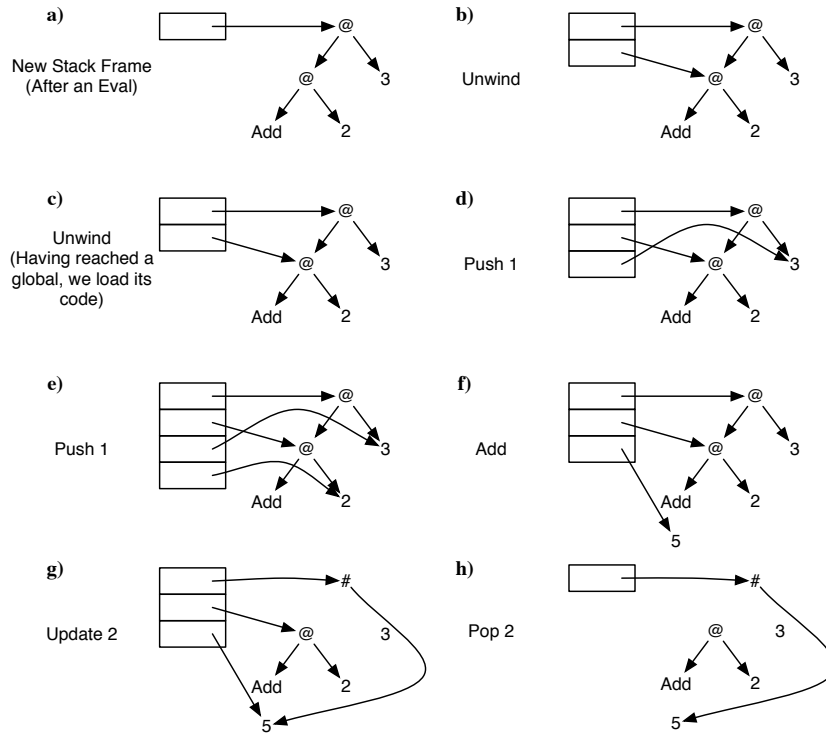 a)
@
New Stack Frame
(After an Eval)
@
3
Add
2
b)
@
Unwind
@
3
Add
2
c)
@
Unwind
(Having reached a
global, we load its
code)
@
3
Add
2
d)
@
Push 1
@
3
Add
2
e)
@
Push 1
@
3
Add
2
f)
@
Add
@
3
Add
2
5
g)
#
Update 2
@
3
Add
2
5
h)
#
Pop 2
@
3
Add
2
5